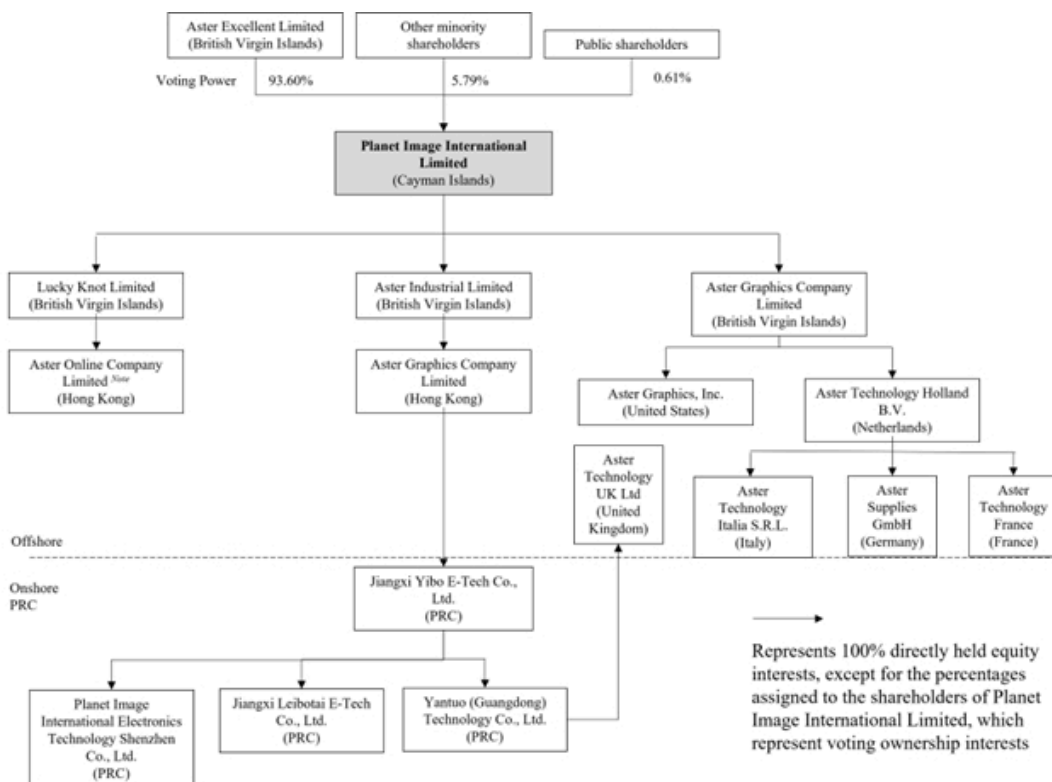 Aster Excellent Limited
(British Virgin Islands)
Other minority
shareholders
Public shareholders
Voting Power
93.60%
5.79%
0.61%
Planet Image International
Limited
(Cayman Islands)
Lucky Knot Limited
(British Virgin Islands)
Aster Industrial Limited
(British Virgin Islands)
Aster Graphics Company
Limited
(British Virgin Islands)
Aster Online Company
Limited Note
(Hong Kong)
Aster Graphics Company
Limited
(Hong Kong)
Aster Graphics, Inc.
(United States)
Aster Technology Holland
B.V.
(Netherlands)
Aster
Technology
UK Ltd
(United
Kingdom)
Aster
Technology
Italia S.R.L.
(Italy)
Aster
Supplies
GmbH
(Germany)
Aster
Technology
France
(France)
Offshore
Onshore
PRC
Jiangxi Yibo E-Tech Co.,
Ltd.
(PRC)
Planet Image
International Electronics
Technology Shenzhen
Co., Ltd.
(PRC)
Jiangxi Leibotai E-Tech
Co., Ltd.
(PRC)
Yantuo (Guangdong)
Technology Co., Ltd.
(PRC)
Represents 100% directly held equity
interests, except for the percentages
assigned to the shareholders of Planet
Image International Limited, which
represent voting ownership interests